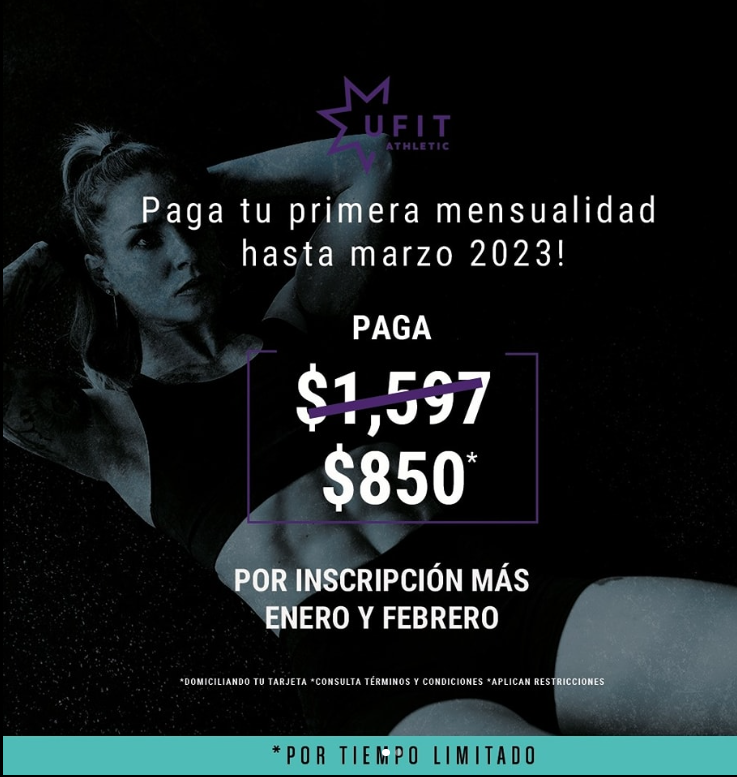 UFIT
ATHLETIC
Paga tu primera mensualidad
hasta marzo 2023!
PAGA
$1,597
$850*
POR INSCRIPCIÓN MÁS
ENERO Y FEBRERO
*DOMICILIANDO TU TARJETA *CONSULTA TÉRMINOS Y CONDICIONES *APLICAN RESTRICCIONES
*POR TIEMPO LIMITADO